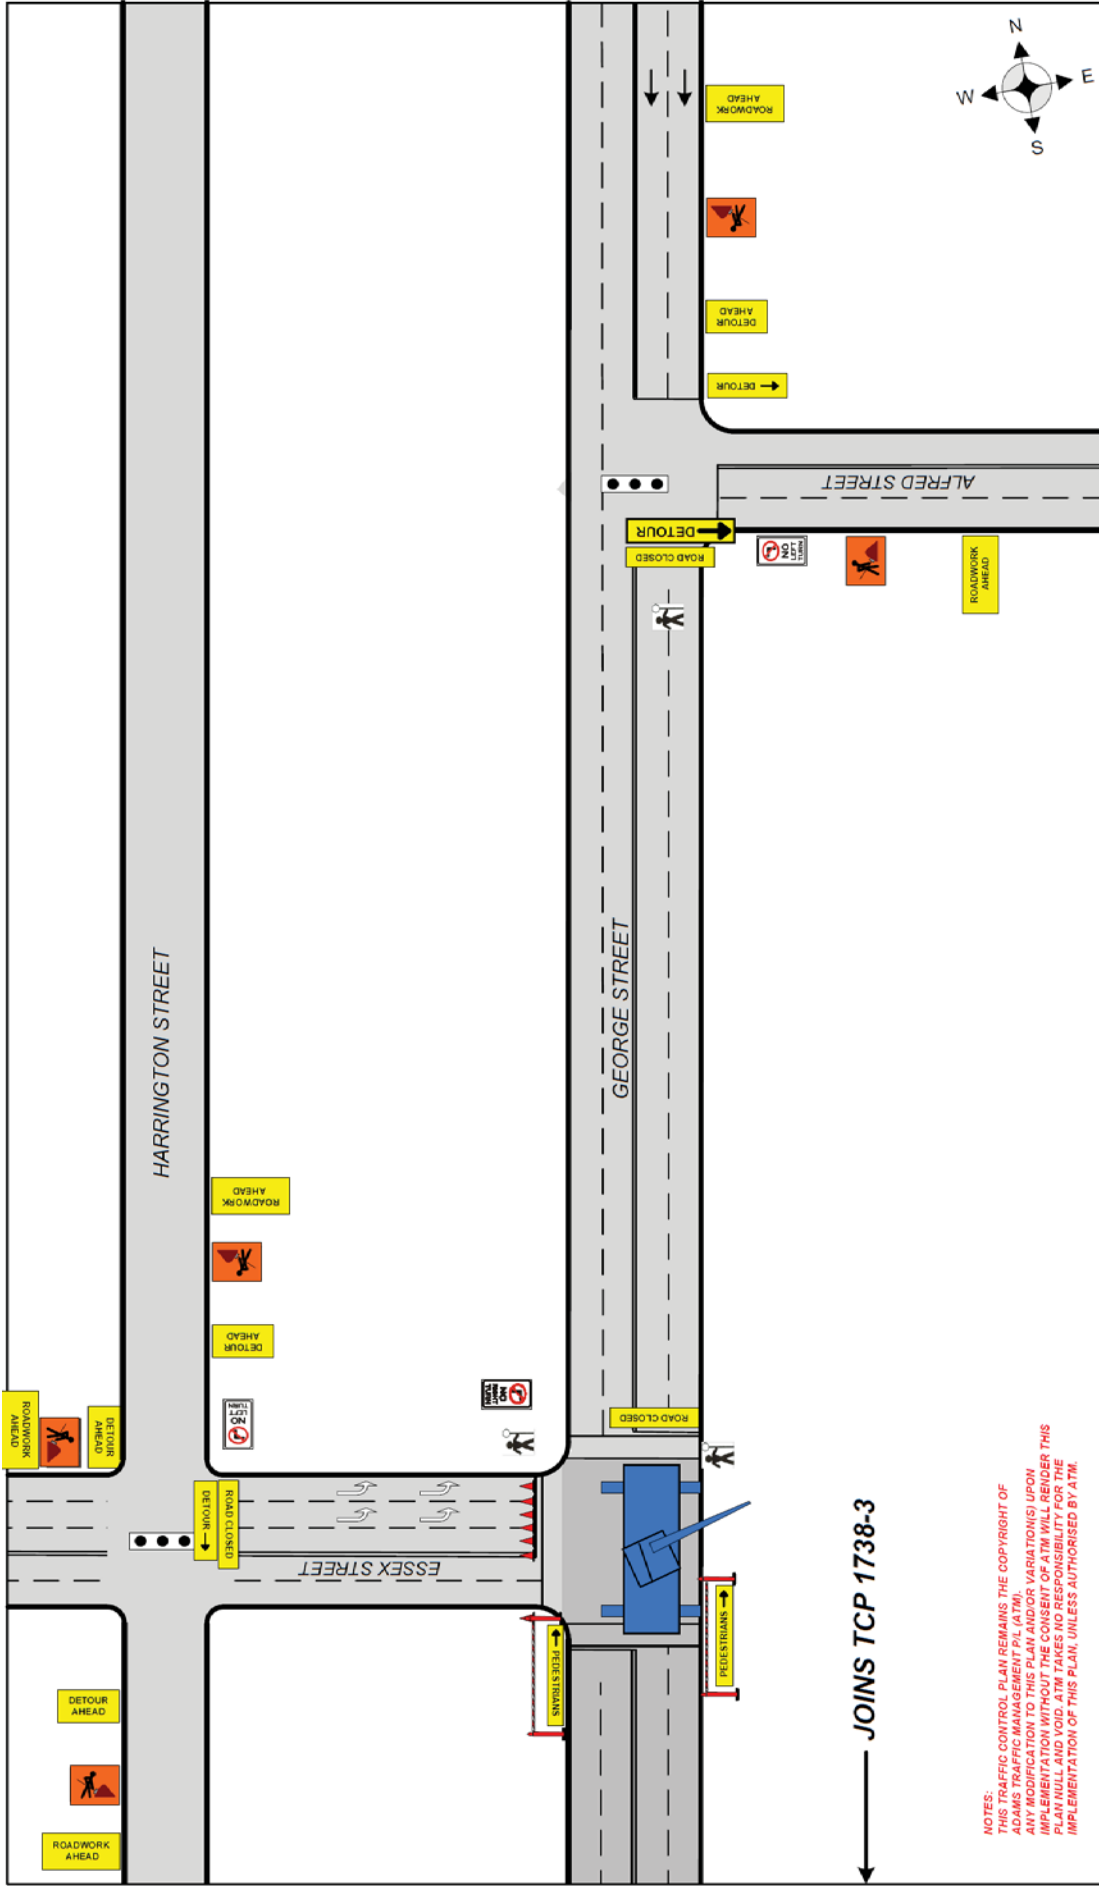 N
W
E
S
ROADWORK
AHEAD
DETOUR
AHEAD
DETOUR
ALFRED STREET
DETOUR
ROAD CLOSED
NO
LEFT
TURN
ROADWORK
AHEAD
HARRINGTON STREET
GEORGE STREET
ROADWORK
AHEAD
DETOUR
AHEAD
NO
LEFT
TURN
NO
RIGHT
TURN
ROAD CLOSED
ROADWORK
AHEAD
DETOUR
AHEAD
DETOUR
ROAD CLOSED
ESSEX STREET
PEDESTRIANS
PEDESTRIANS
DETOUR
AHEAD
ROADWORK
AHEAD
JOINS TCP 1738-3
NOTES:
THIS TRAFFIC CONTROL PLAN REMAINS THE COPYRIGHT OF
ADAMS TRAFFIC MANAGEMENT P/L (ATM).
ANY MODIFICATION TO THIS PLAN AND/OR VARIATION(S) UPON
IMPLEMENTATION WITHOUT THE CONSENT OF ATM WILL RENDER THIS
PLAN NULL AND VOID. ATM TAKES NO RESPONSIBILITY FOR THE
IMPLEMENTATION OF THIS PLAN, UNLESS AUTHORISED BY ATM.